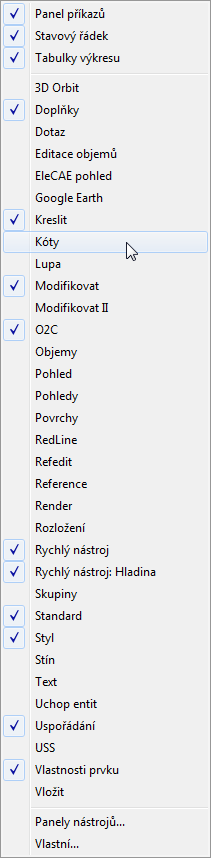 Panel příkazů
Stavový řádek
Tabulky výkresu
3D Orbit
Doplňky
Dotaz
Editace objemů
EleCAE pohled
Google Earth
Kreslit
Kóty
Lupa
Modifikovat
Modifikovat II
O2C
Objemy
Pohled
Pohledy
Povrchy
RedLine
Refedit
Reference
Render
Rozložení
Rychlý nástroj
Rychlý nástroj: Hladina
Skupiny
Standard
Styl
Stín
Text
Uchop entit
Uspořádání
USS
Vlastnosti prvku
Vložit
Panely nástrojů...
Vlastní...